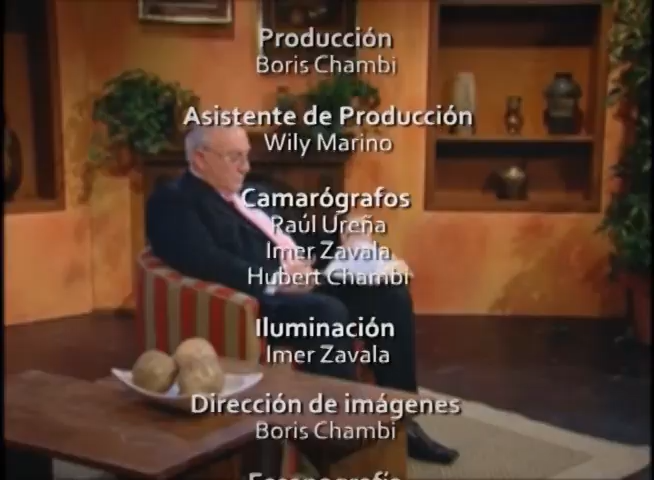 Producción
Boris Chambi
Asistente de Producción
Wily Marino
Camarógrafos
Raúl Ureña
Imer Zavala
Hubert Chambi
Iluminación
Imer Zavala
Dirección de imágenes
Boris Chambi